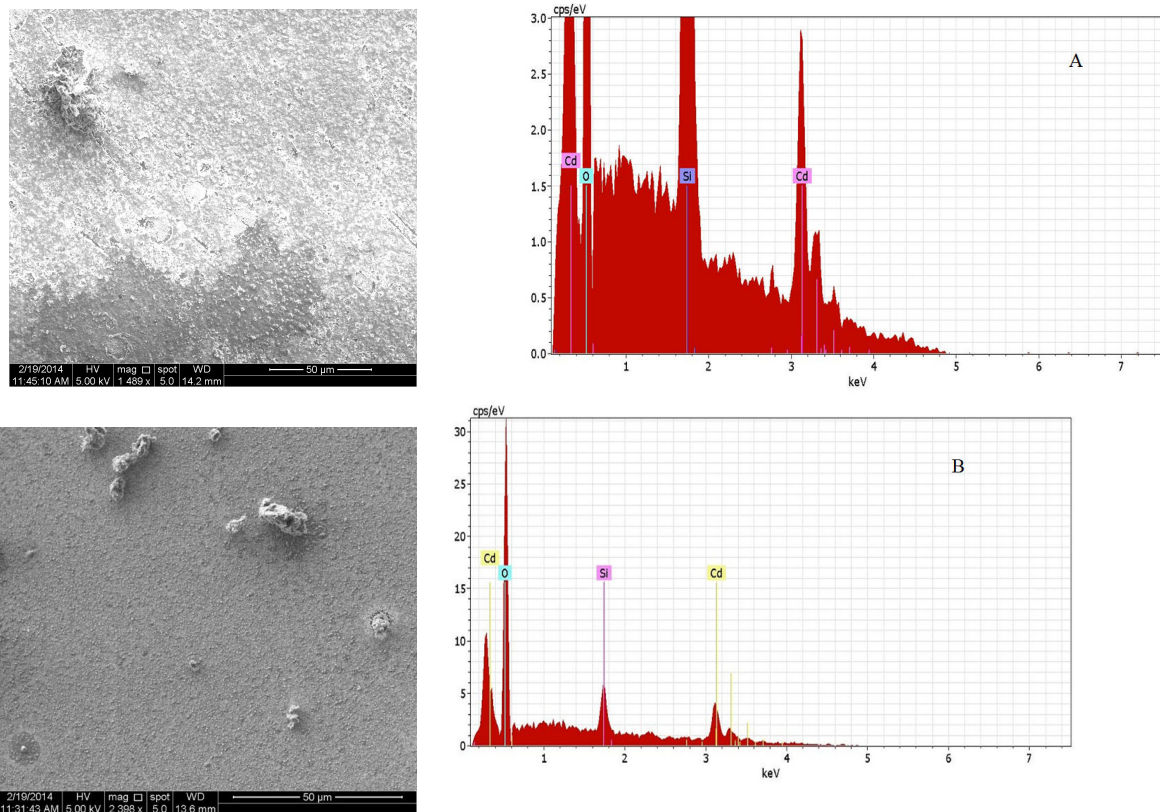 cps/eV
3.0
2.5
2.0
1.5
1.0
0.5
0.0
Cd
O
Si
Cd
A
1 2 3 4 5 6 7
keV
2/19/2014 HV mag □ spot WD 50 µm
11:45:10 AM 5.00 kV 1 489 x 5.0 14.2 mm
cps/eV
30
25
20
15
10
5
0
Cd
O
Si
Cd
B
1 2 3 4 5 6 7
keV
2/19/2014 HV mag □ spot WD 50 µm
11:31:43 AM 5.00 kV 2 398 x 5.0 13.6 mm